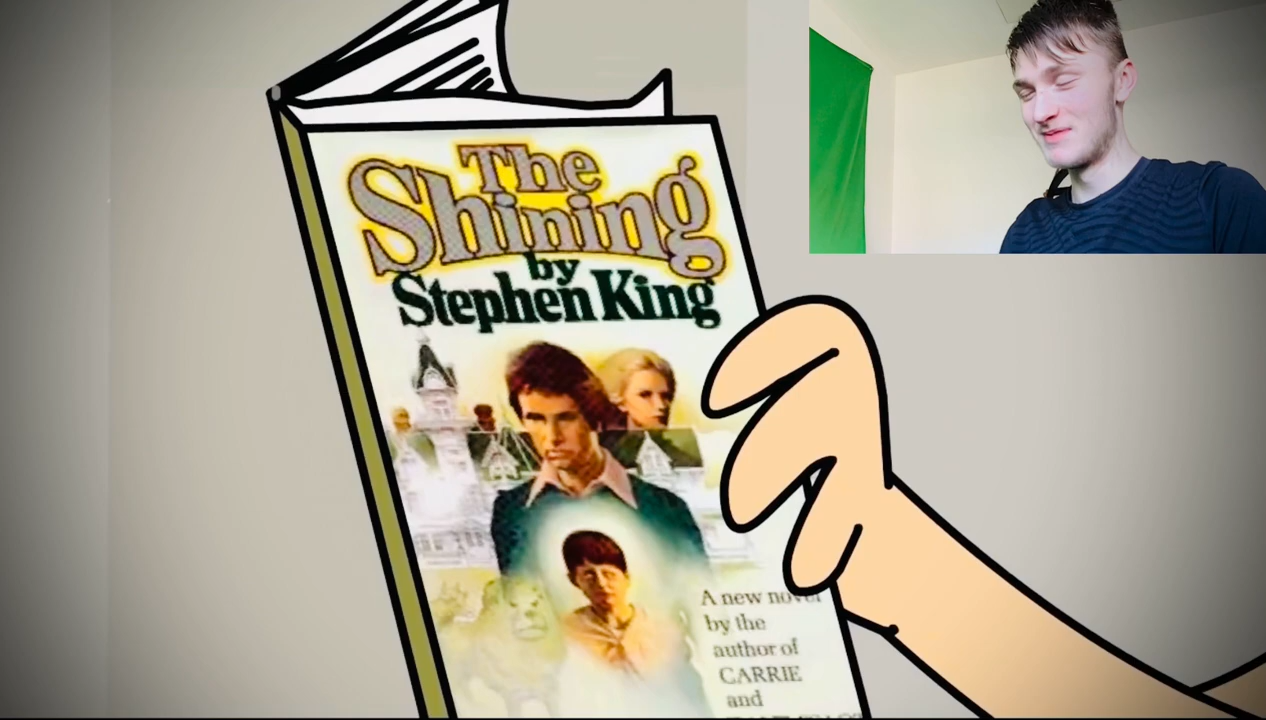 The
Shining
by
Stephen King
A new novel
by the
author of
CARRIE
and